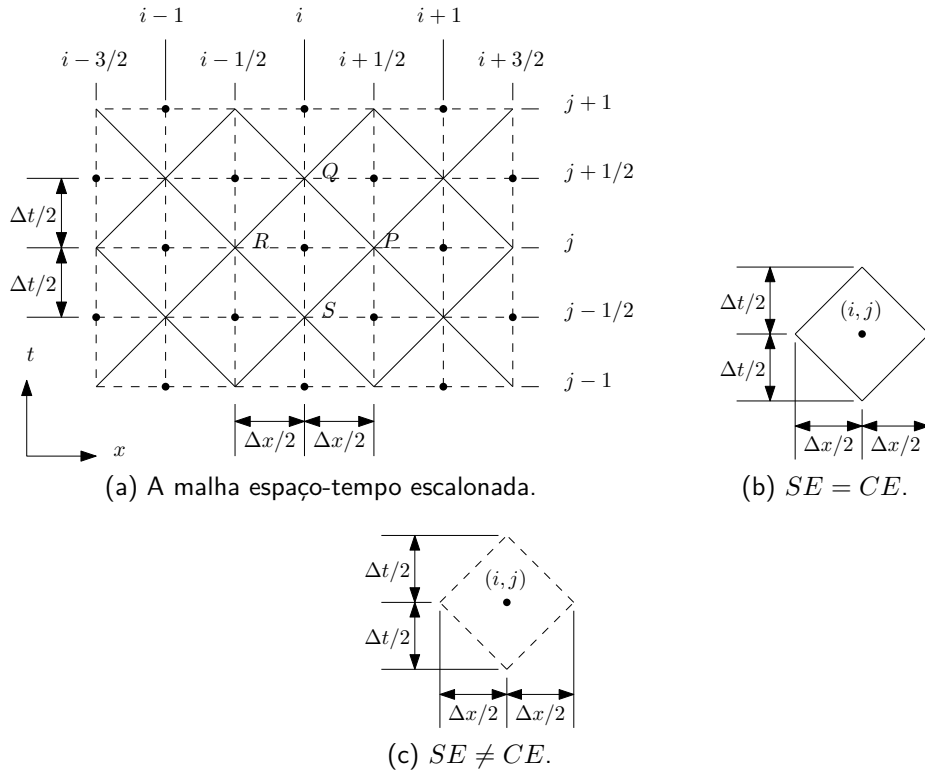 i − 1 i i + 1
i − 3/2 i − 1/2 i + 1/2 i + 3/2
j + 1
Q
j + 1/2
Δt/2
R P j
Δt/2
S j − 1/2
t
j − 1
Δx/2 Δx/2
x
(a) A malha espaço-tempo escalonada.
Δt/2
(i, j)
Δt/2
Δx/2 Δx/2
(b) SE = CE.
Δt/2
(i, j)
Δt/2
Δx/2 Δx/2
(c) SE ≠ CE.